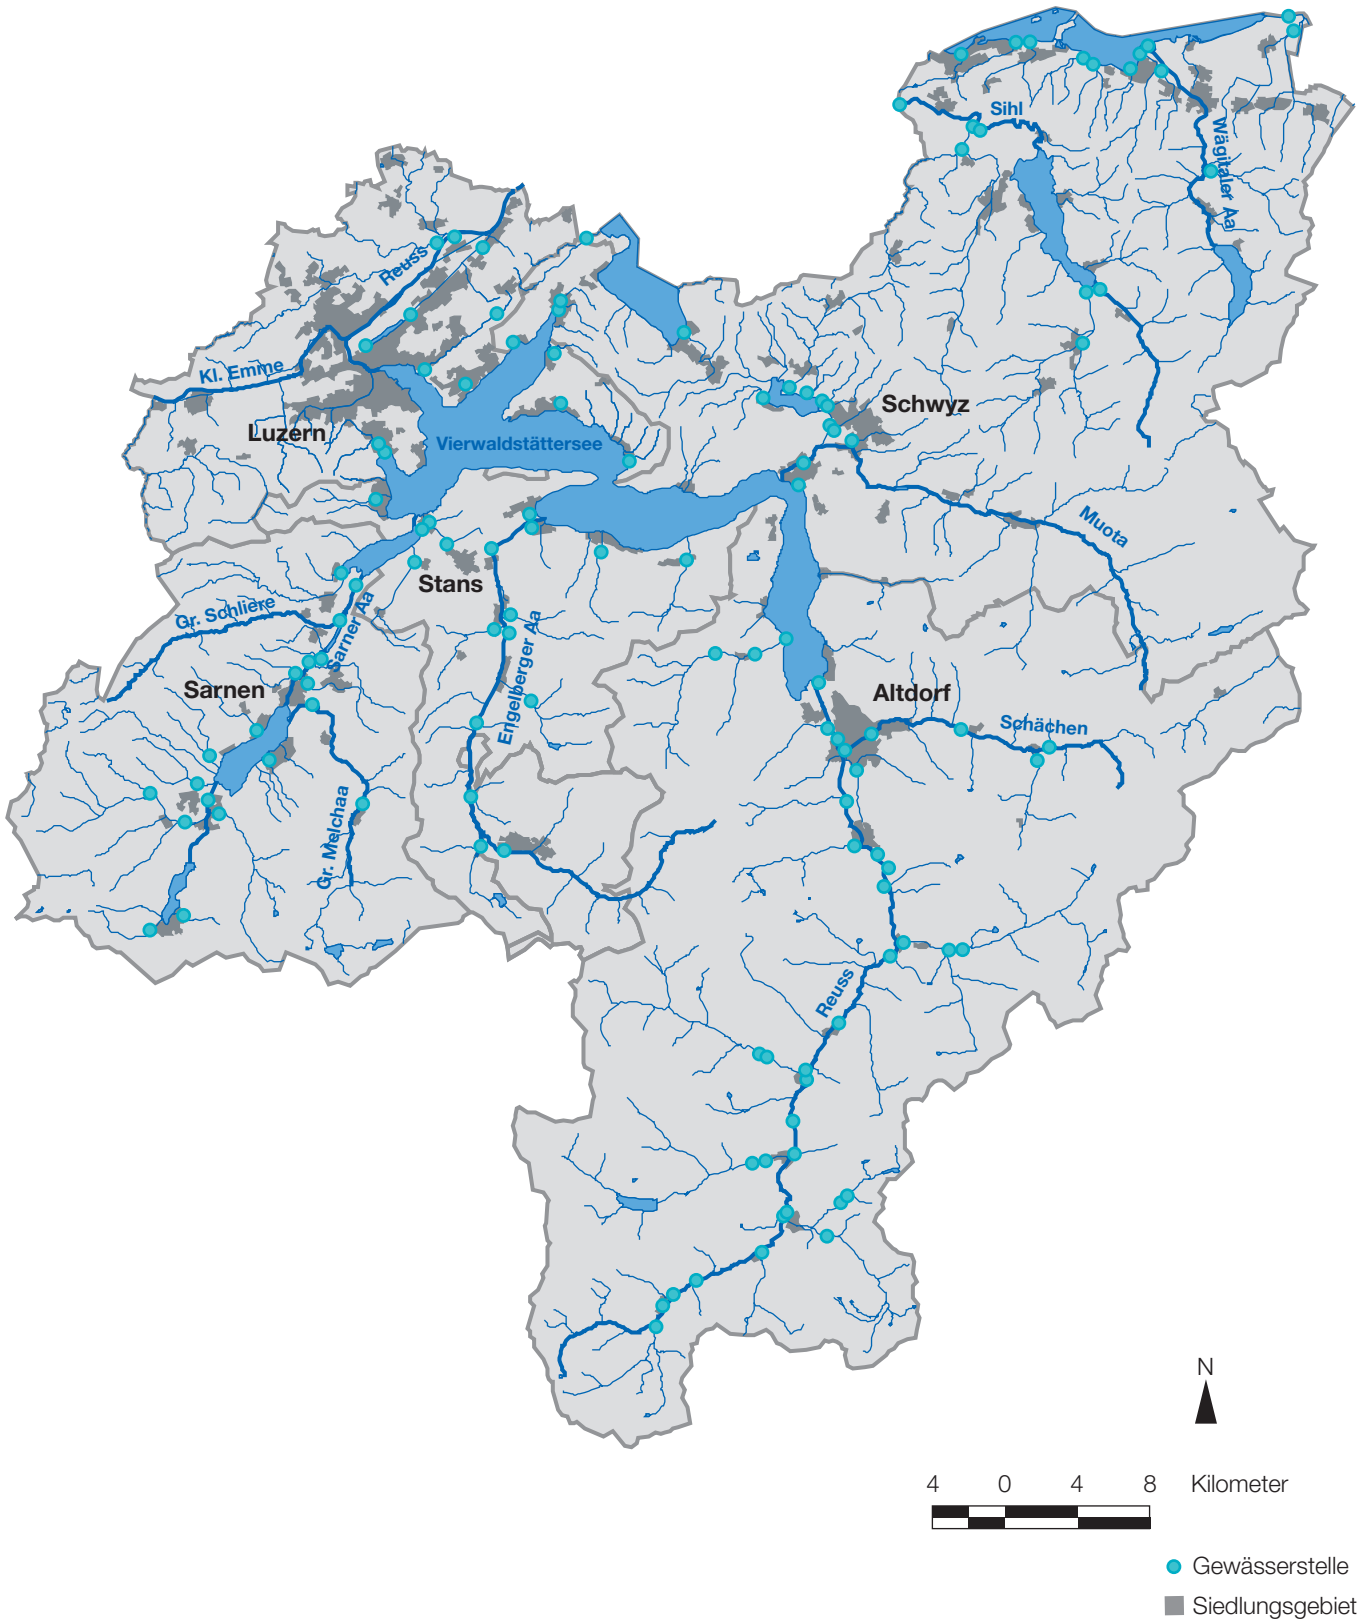 Sihl
Wägitaler Aa
Reuss
Kl. Emme
Luzern
Vierwaldstättersee
Schwyz
Muota
Stans
Gr. Schliere
Sarner Aa
Engelberger Aa
Sarnen
Altdorf
Schächen
Gr. Melchaa
Reuss
N
4 0 4 8 Kilometer
Gewässerstelle
Siedlungsgebiet